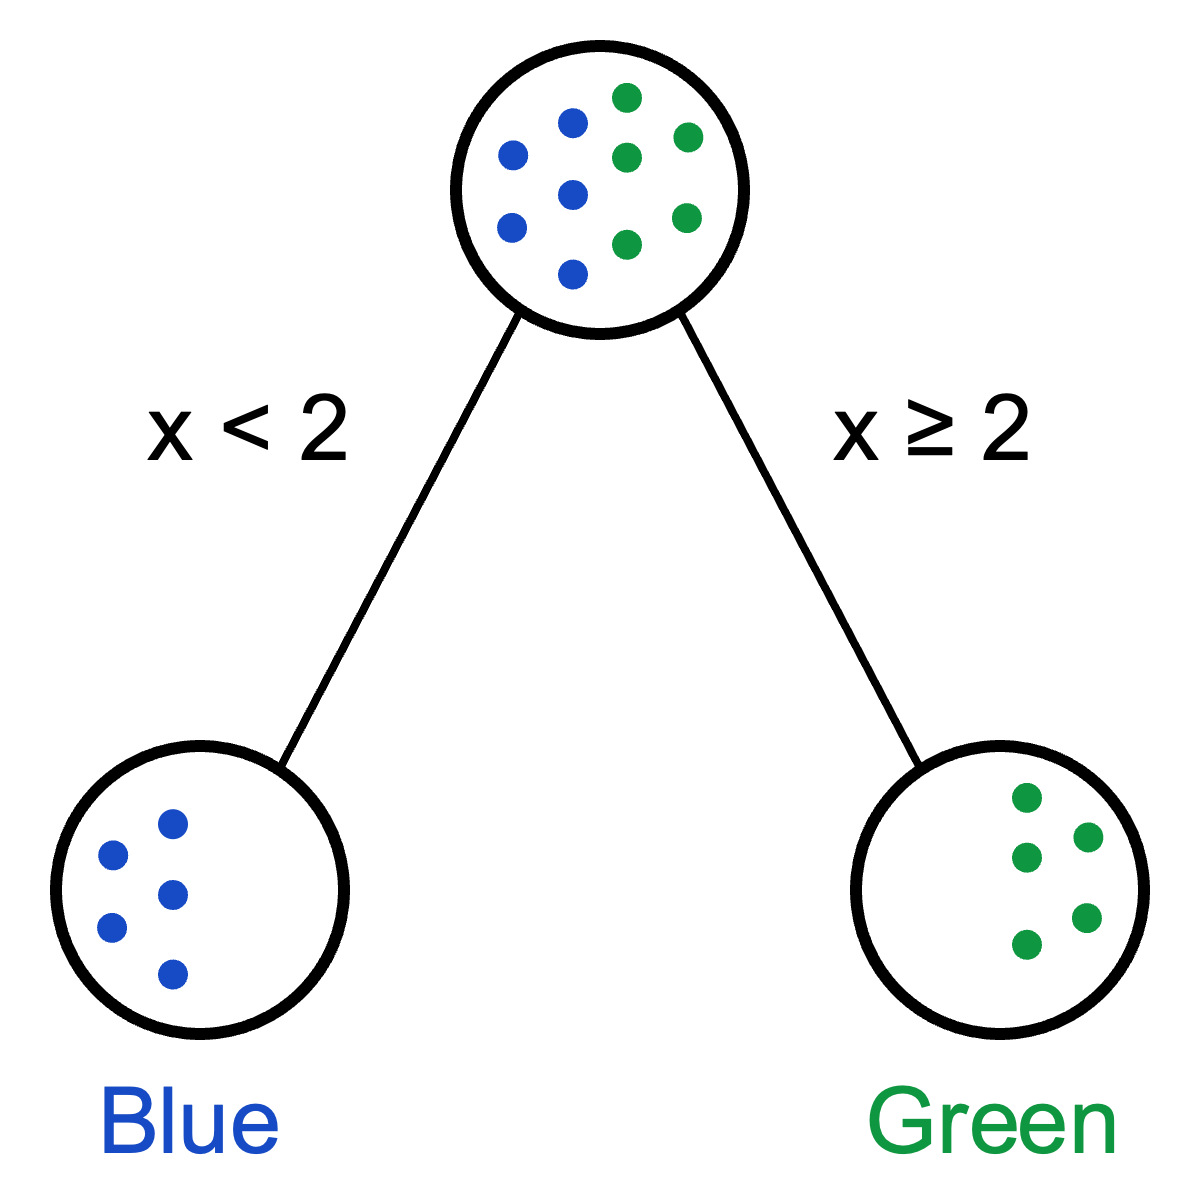 x < 2
x ≥ 2
Blue
Green